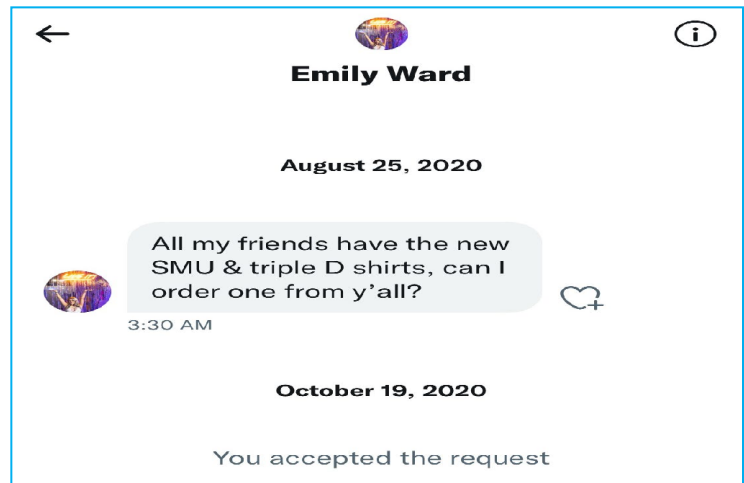 Emily Ward
August 25, 2020
All my friends have the new
SMU & triple D shirts, can I
order one from y’all?
3:30 AM
October 19, 2020
You accepted the request